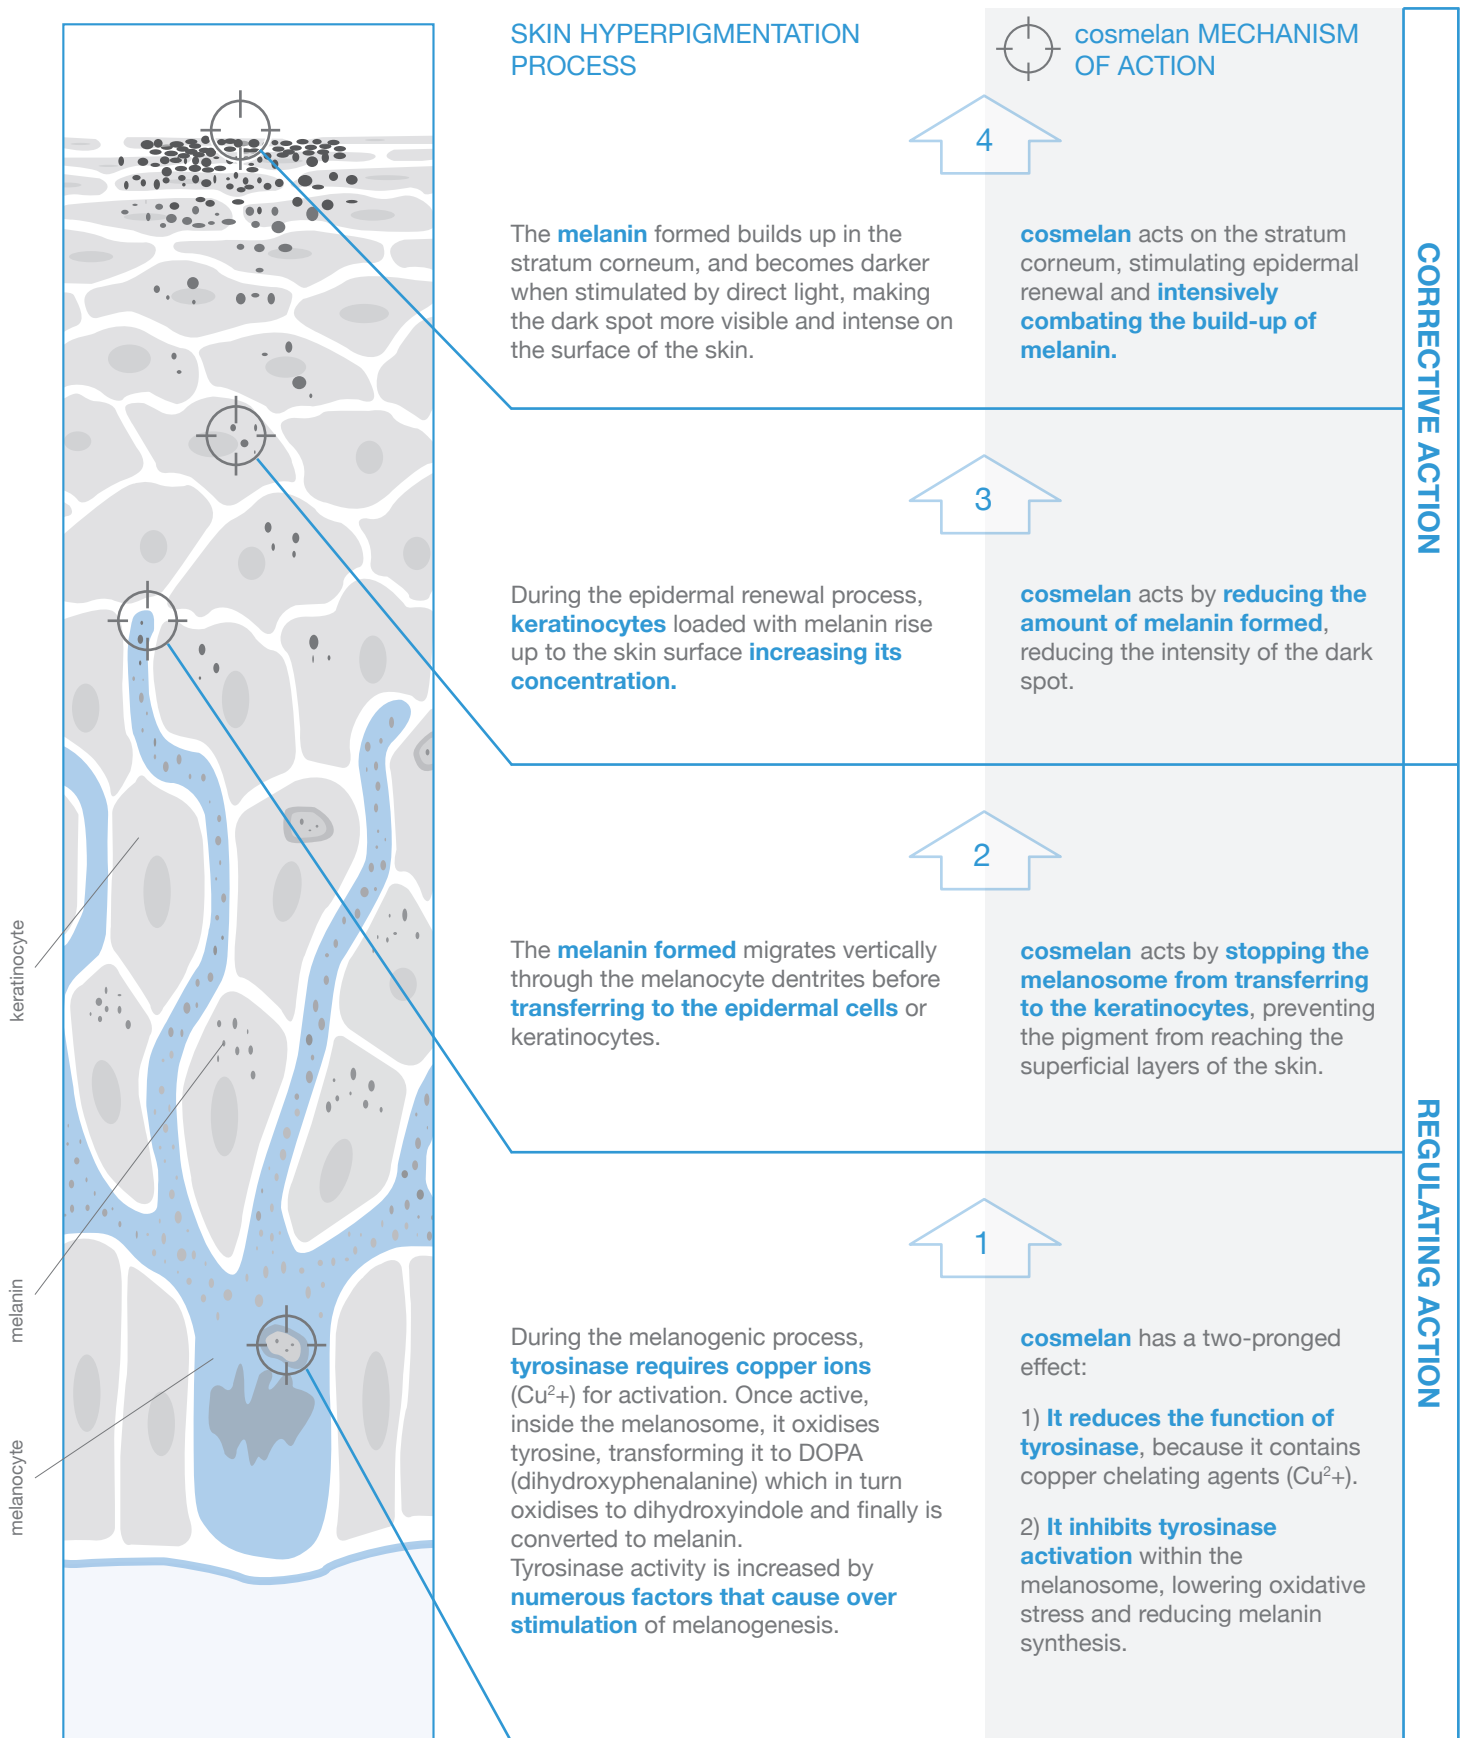 SKIN HYPERPIGMENTATION
PROCESS
cosmelan MECHANISM
OF ACTION
4
The melanin formed builds up in the
stratum corneum, and becomes darker
when stimulated by direct light, making
the dark spot more visible and intense on
the surface of the skin.
cosmelan acts on the stratum
corneum, stimulating epidermal
renewal and intensively
combating the build-up of
melanin.
CORRECTIVE ACTION
3
During the epidermal renewal process,
keratinocytes loaded with melanin rise
up to the skin surface increasing its
concentration.
cosmelan acts by reducing the
amount of melanin formed,
reducing the intensity of the dark
spot.
2
The melanin formed migrates vertically
through the melanocyte dentrites before
transferring to the epidermal cells or
keratinocytes.
cosmelan acts by stopping the
melanosome from transferring
to the keratinocytes, preventing
the pigment from reaching the
superficial layers of the skin.
REGULATING ACTION
1
During the melanogenic process,
tyrosinase requires copper ions
(Cu²+) for activation. Once active,
inside the melanosome, it oxidises
tyrosine, transforming it to DOPA
(dihydroxyphenalanine) which in turn
oxidises to dihydroxyindole and finally is
converted to melanin.
Tyrosinase activity is increased by
numerous factors that cause over
stimulation of melanogenesis.
cosmelan has a two-pronged
effect:
1) It reduces the function of
tyrosinase, because it contains
copper chelating agents (Cu²+).
2) It inhibits tyrosinase
activation within the
melanosome, lowering oxidative
stress and reducing melanin
synthesis.
keratinocyte
melanin
melanocyte